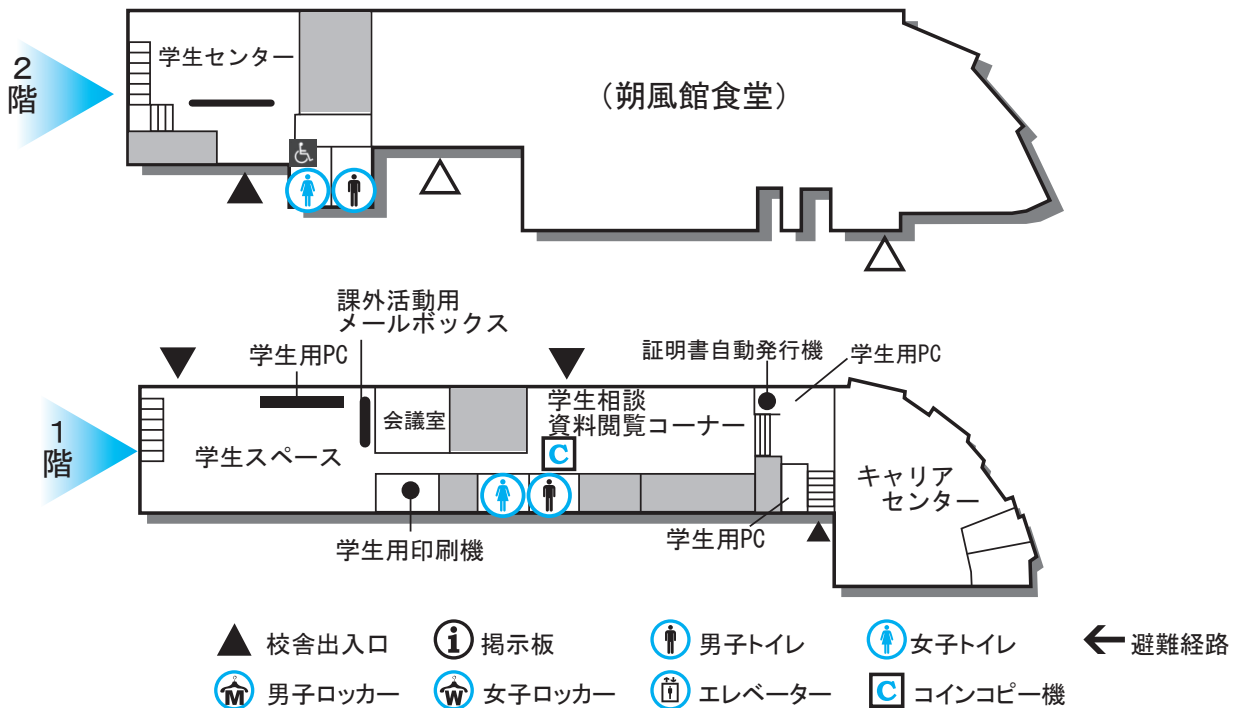 2
階
学生センター
（朔風館食堂）
課外活動用
メールボックス
学生用PC
証明書自動発行機
学生用PC
1
階
会議室
学生相談
資料閲覧コーナー
C
学生スペース
キャリア
センター
学生用印刷機
学生用PC
校舎出入口
i 掲示板
男子トイレ
女子トイレ
避難経路
M 男子ロッカー
W 女子ロッカー
エレベーター
C コインコピー機